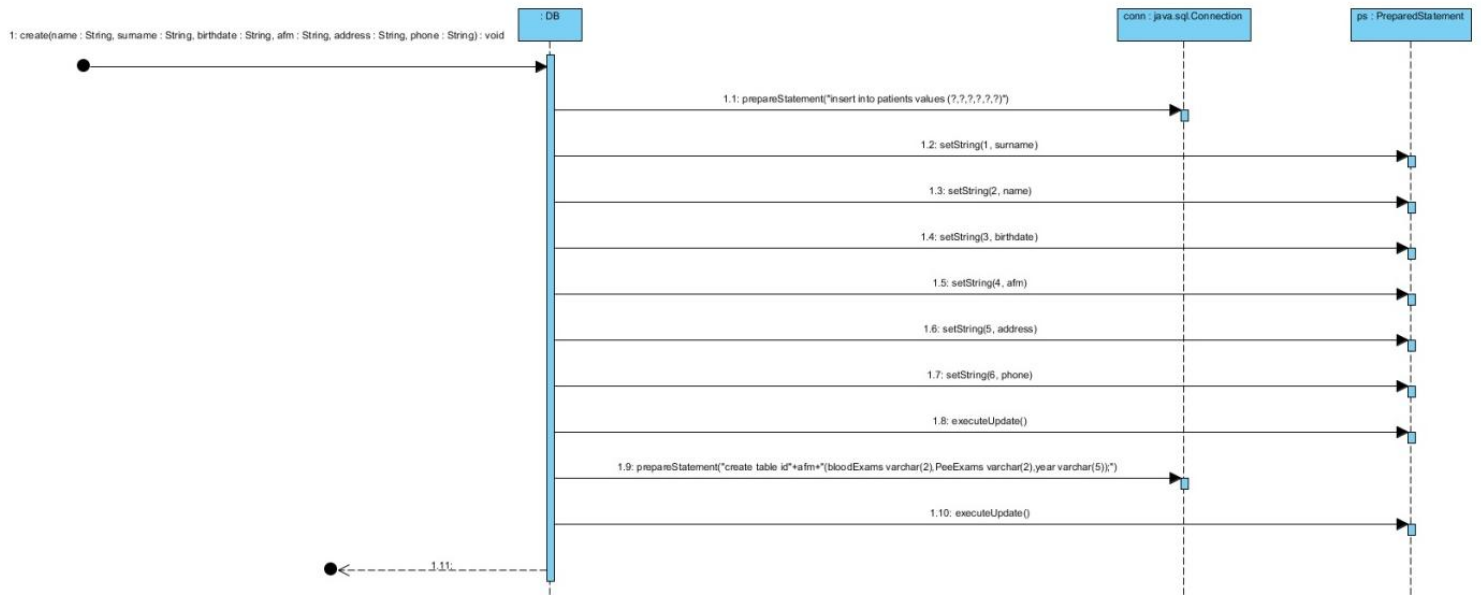 : DB
conn : java.sql.Connection
ps : PreparedStatement
1: create(name : String, surname : String, birthdate : String, afm : String, address : String, phone : String) : void
1.1: prepareStatement("insert into patients values (?,?,?,?,?,?)")
1.2: setString(1, surname)
1.3: setString(2, name)
1.4: setString(3, birthdate)
1.5: setString(4, afm)
1.6: setString(5, address)
1.7: setString(6, phone)
1.8: executeUpdate()
1.9: prepareStatement("create table id"+afm+"(bloodExams varchar(2),PeeExams varchar(2),year varchar(5));")
1.10: executeUpdate()
1.11: